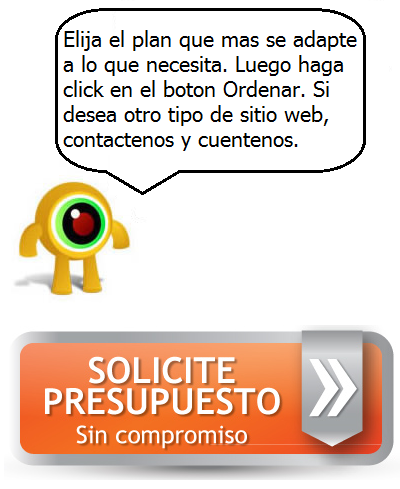 Elija el plan que mas se adapte
a lo que necesita. Luego haga
click en el boton Ordenar. Si
desea otro tipo de sitio web,
contactenos y cuentenos.
SOLICITE
PRESUPUESTO
Sin compromiso